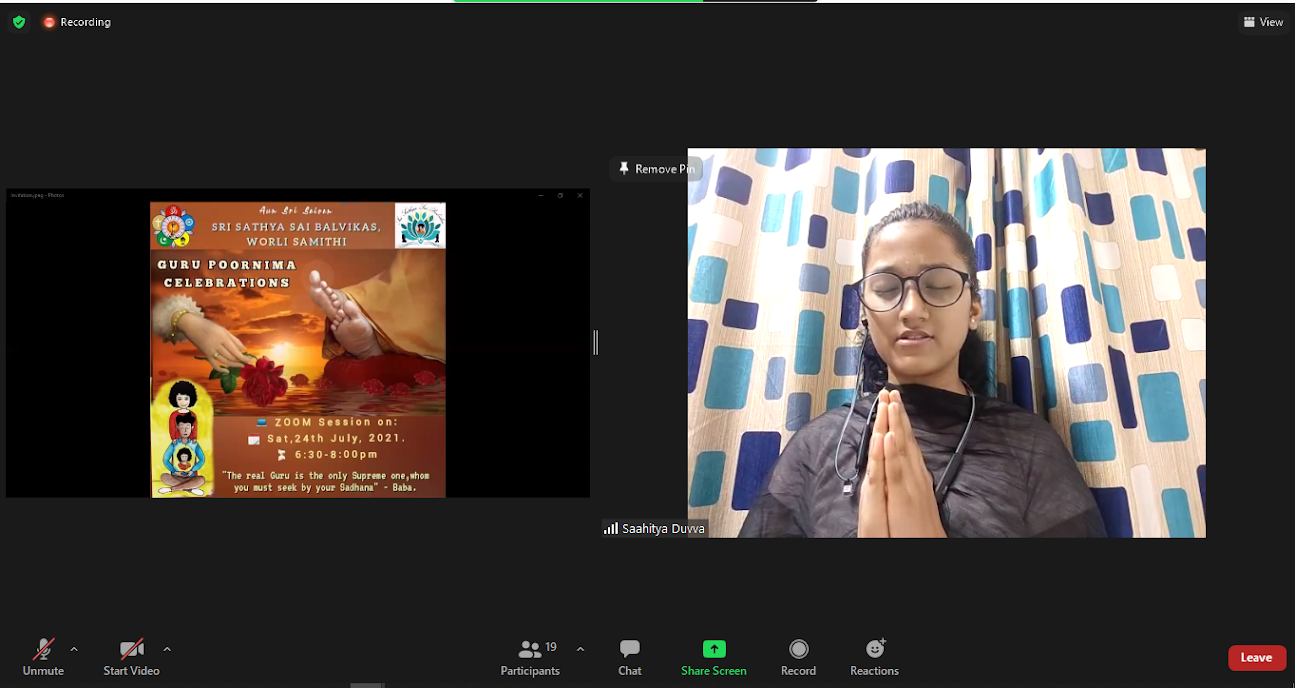 Recording
View
Invitation.jpeg - Photos
Remove Pin
Aum Sri Sairam
SRI SATHYA SAI BALVIKAS,
WORLI SAMITHI
GURU POORNIMA
CELEBRATIONS
ZOOM Session on:
Sat,24th July, 2021.
6:30-8:00pm
"The real Guru is the only Supreme one,whom
you must seek by your Sadhana" - Baba.
Saahitya Duvva
Unmute
Start Video
19
Participants
Chat
Share Screen
Record
Reactions
Leave